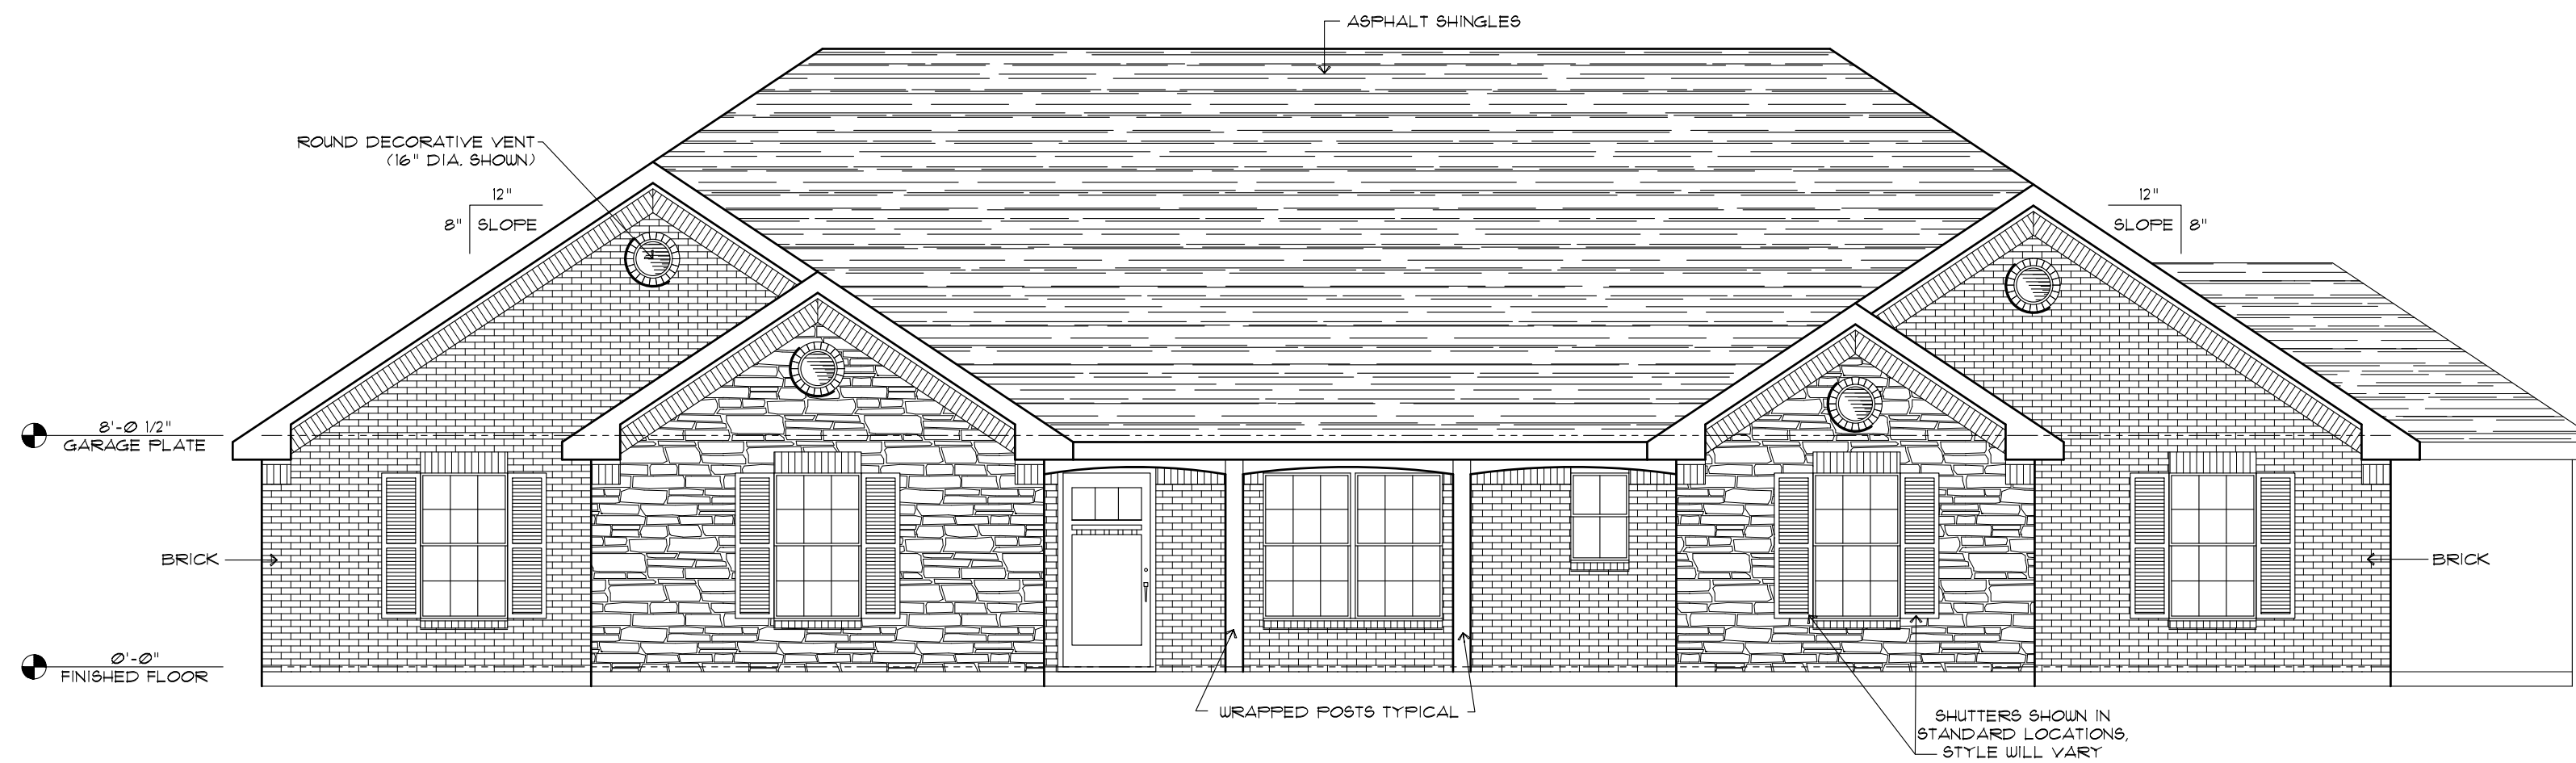 ASPHALT SHINGLES
ROUND DECORATIVE VENT
(16" DIA. SHOWN)
12"
8" SLOPE
12"
SLOPE 8"
8'-0 1/2"
GARAGE PLATE
BRICK
BRICK
0'-0"
FINISHED FLOOR
WRAPPED POSTS TYPICAL
SHUTTERS SHOWN IN
STANDARD LOCATIONS,
STYLE WILL VARY